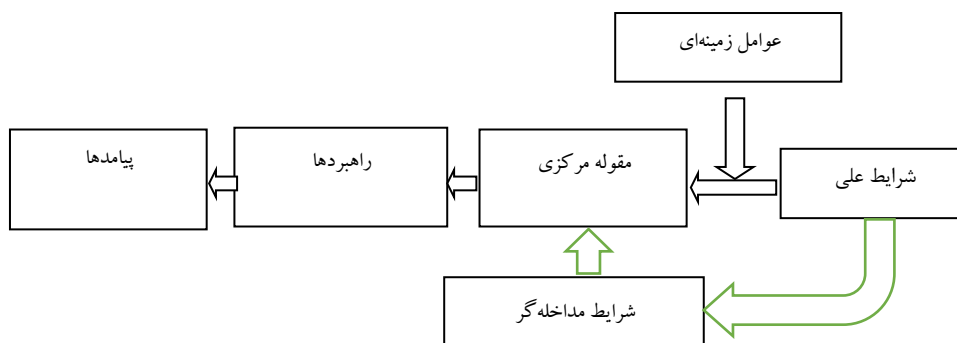 عوامل زمینه‌ای
شرایط علی
مقوله مرکزی
راهبردها
پیامدها
شرایط مداخله‌گر